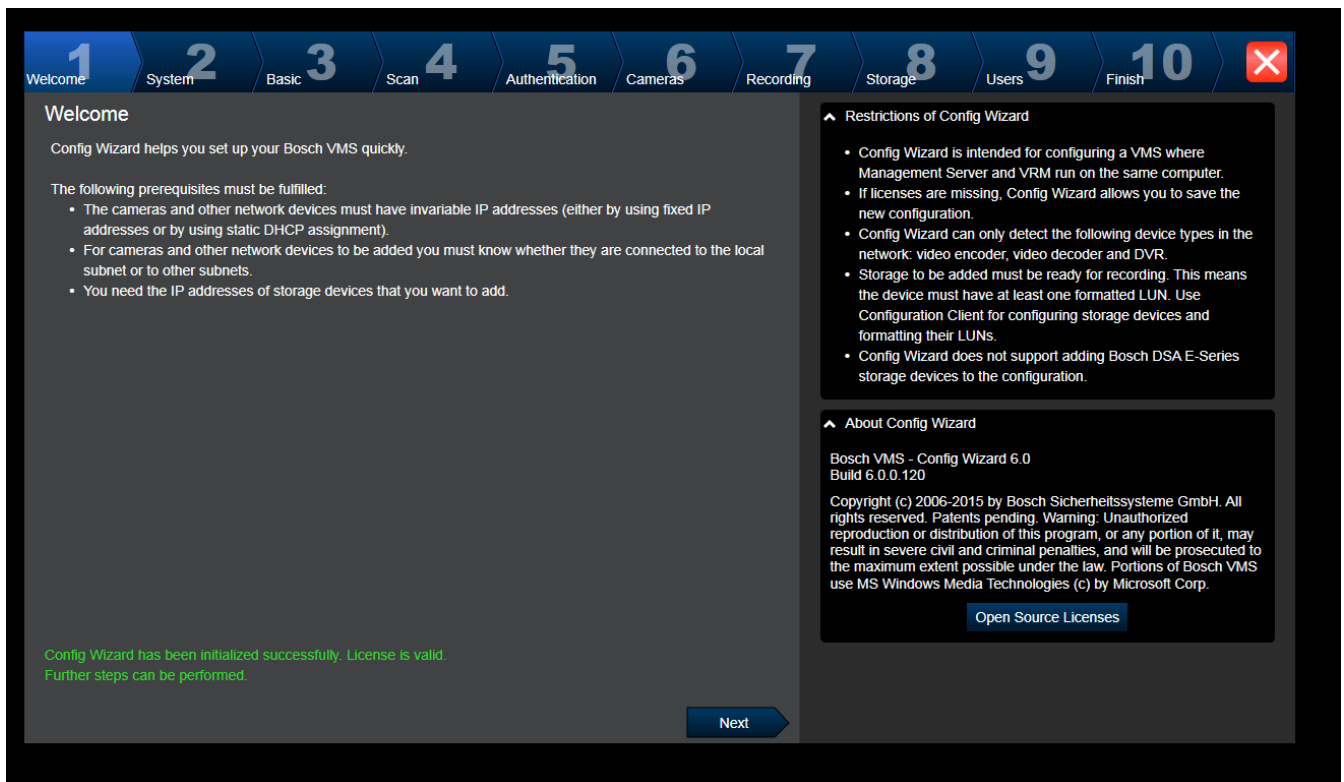 1 2 3 4 5 6 7 8 9 10
Welcome System Basic Scan Authentication Cameras Recording Storage Users Finish
Welcome
Config Wizard helps you set up your Bosch VMS quickly.
The following prerequisites must be fulfilled:
• The cameras and other network devices must have invariable IP addresses (either by using fixed IP
addresses or by using static DHCP assignment).
• For cameras and other network devices to be added you must know whether they are connected to the local
subnet or to other subnets.
• You need the IP addresses of storage devices that you want to add.
Config Wizard has been initialized successfully. License is valid.
Further steps can be performed.
Next
Restrictions of Config Wizard
• Config Wizard is intended for configuring a VMS where
Management Server and VRM run on the same computer.
• If licenses are missing, Config Wizard allows you to save the
new configuration.
• Config Wizard can only detect the following device types in the
network: video encoder, video decoder and DVR.
• Storage to be added must be ready for recording. This means
the device must have at least one formatted LUN. Use
Configuration Client for configuring storage devices and
formatting their LUNs.
• Config Wizard does not support adding Bosch DSA E-Series
storage devices to the configuration.
About Config Wizard
Bosch VMS - Config Wizard 6.0
Build 6.0.0.120
Copyright (c) 2006-2015 by Bosch Sicherheitssysteme GmbH. All
rights reserved. Patents pending. Warning: Unauthorized
reproduction or distribution of this program, or any portion of it, may
result in severe civil and criminal penalties, and will be prosecuted to
the maximum extent possible under the law. Portions of Bosch VMS
use MS Windows Media Technologies (c) by Microsoft Corp.
Open Source Licenses